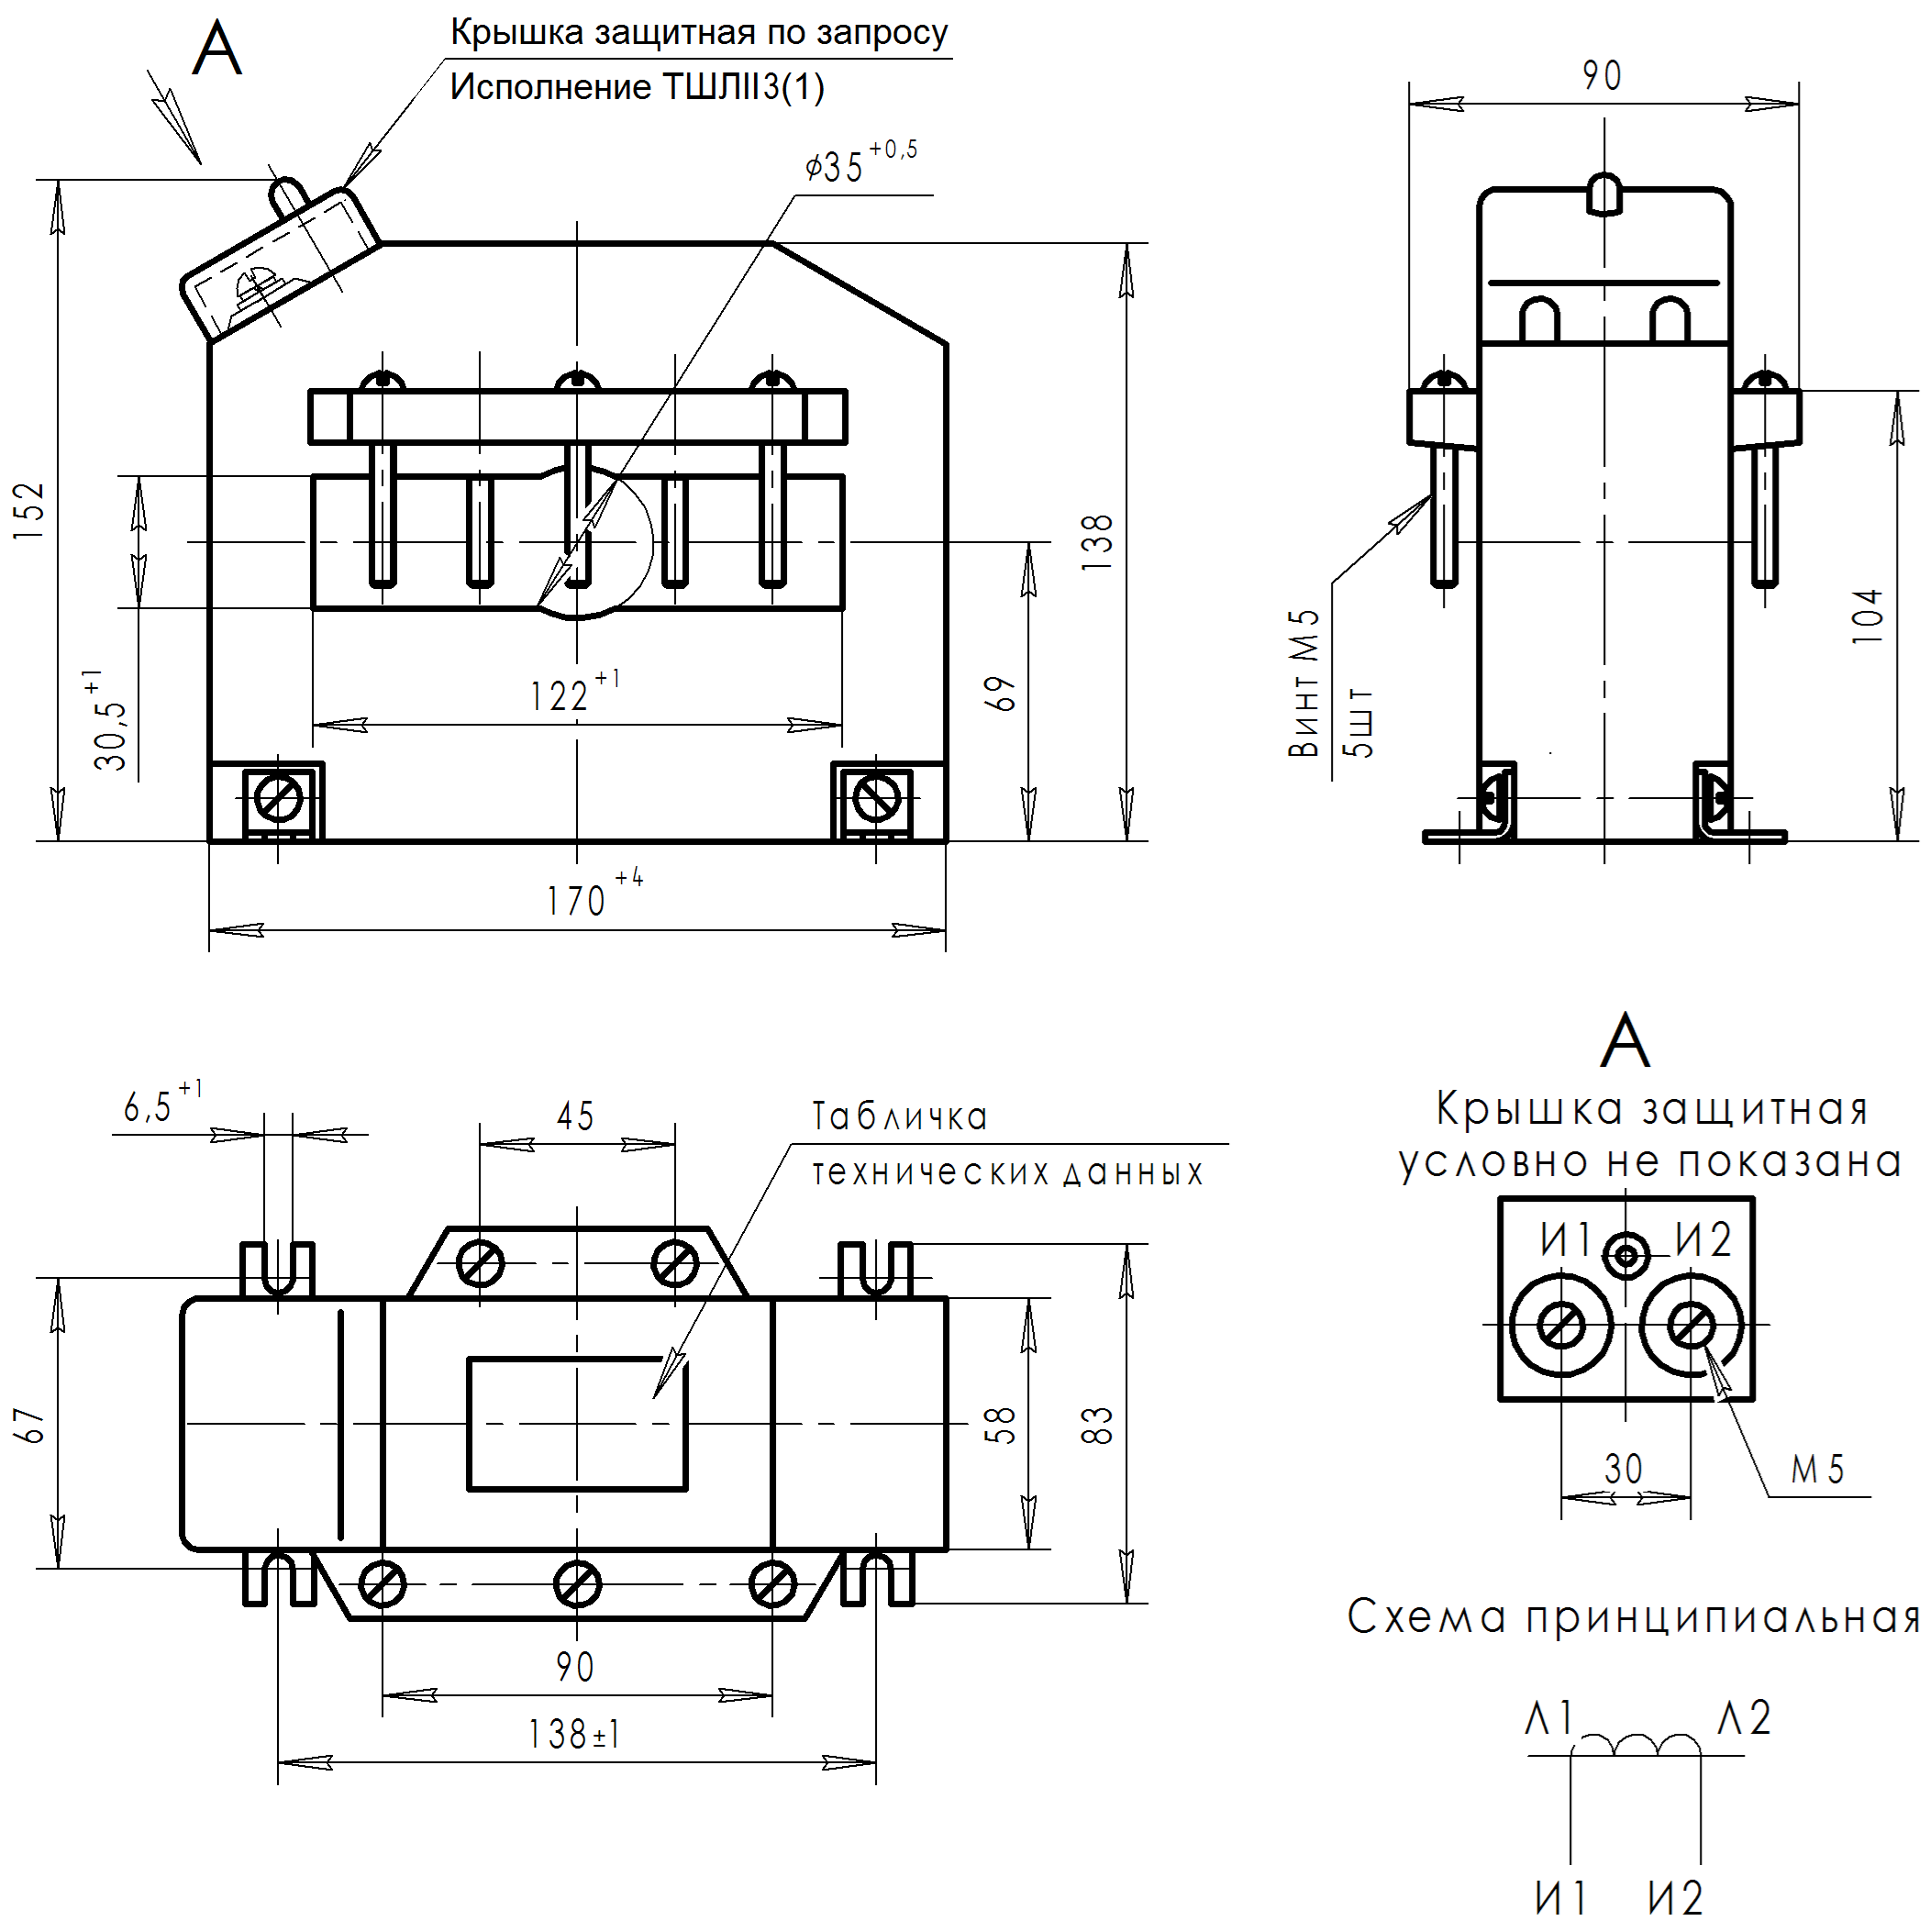 А
Крышка защитная по запросу
Исполнение ТШЛII3(1)
ϕ35+0,5
90
152
30,5+1
122+1
138
69
104
Винт М5
5шт
170+4
6,5+1
45
Табличка
технических данных
67
58
83
90
138±1
А
Крышка защитная
условно не показана
И1 И2
30
М5
Схема принципиальная
Л1 Л2
И1 И2